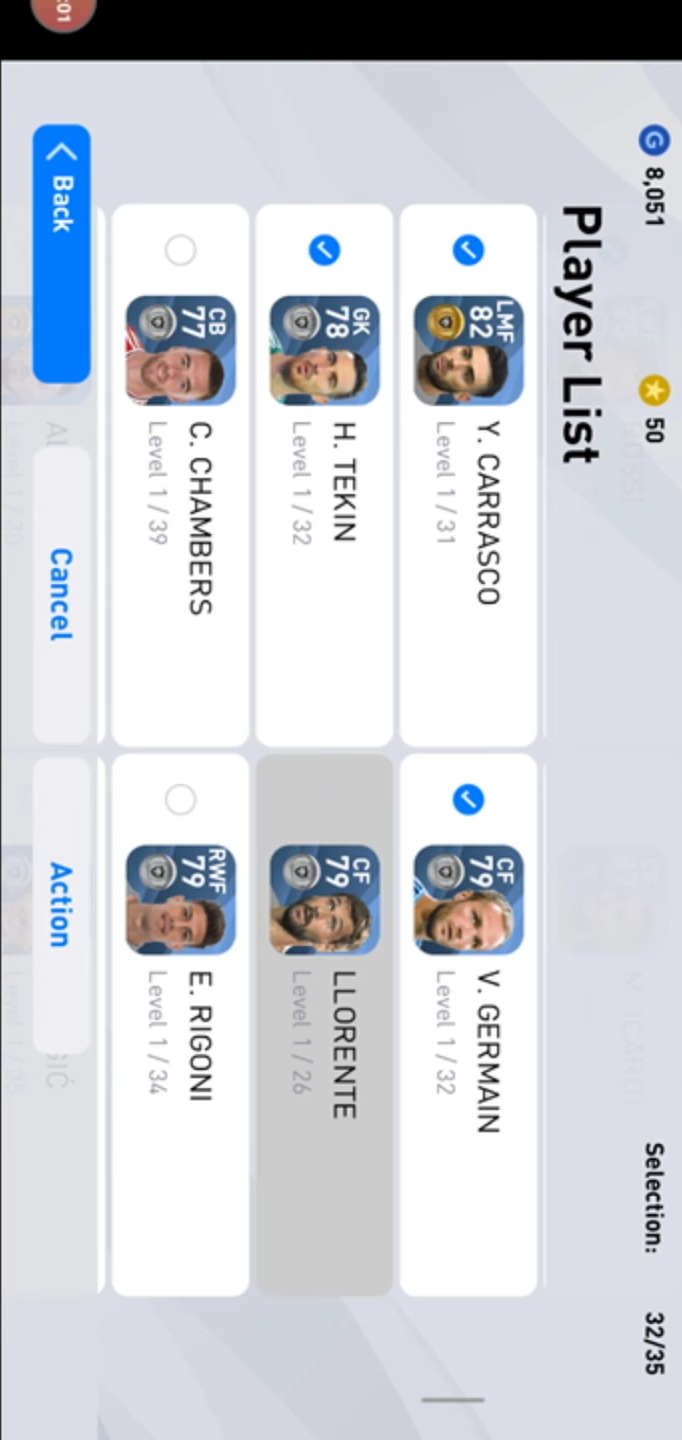 :01
G 8,051
50
Selection: 32/35
Player List
LMF
82
Y. CARRASCO
Level 1 / 31
CF
79
V. GERMAIN
Level 1 / 32
GK
78
H. TEKIN
Level 1 / 32
CF
79
LLORENTE
Level 1 / 26
CB
77
C. CHAMBERS
Level 1 / 39
RWF
79
E. RIGONI
Level 1 / 34
Back
Cancel
Action